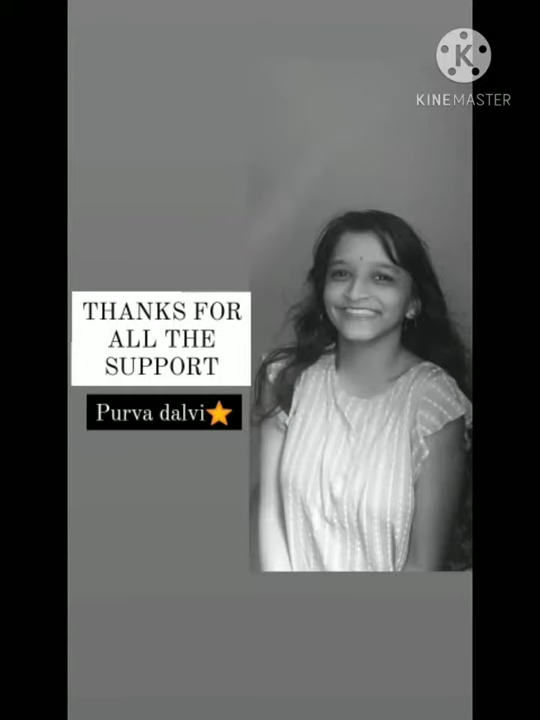 KINEMASTER
THANKS FOR
ALL THE
SUPPORT
Purva dalvi⭐